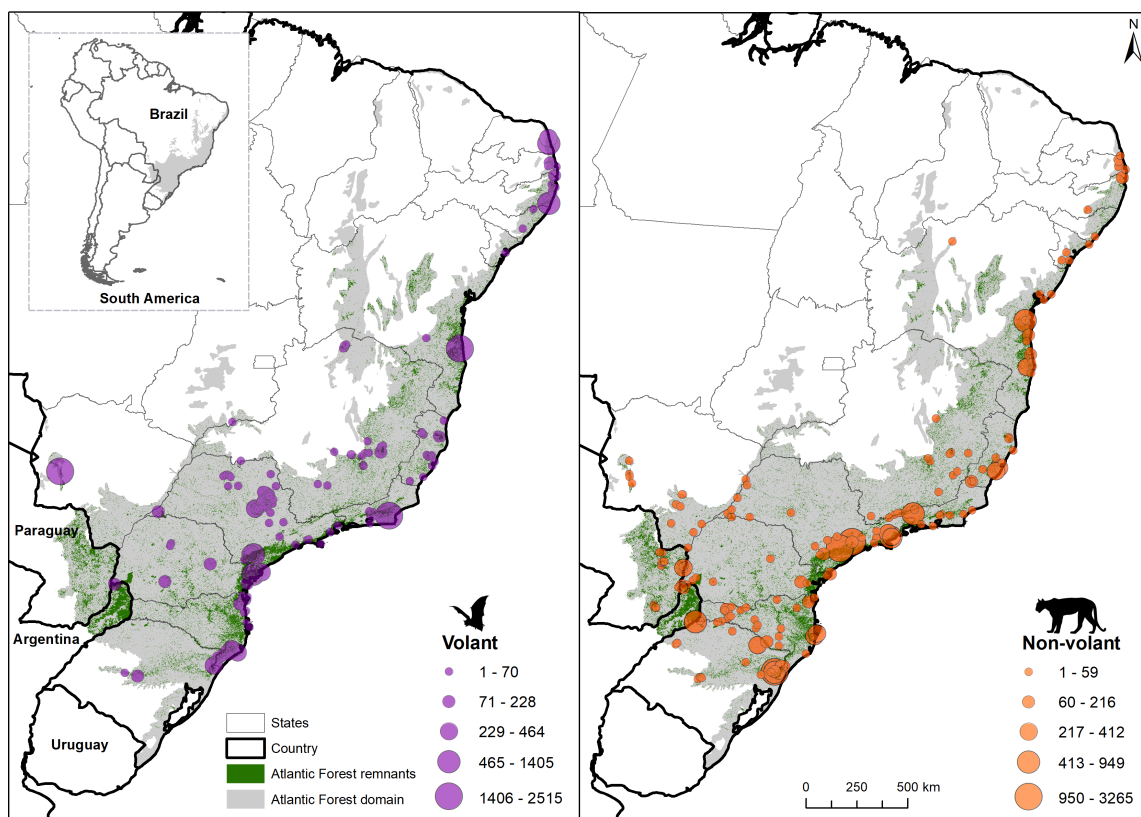 Brazil
South America
Paraguay
Argentina
Uruguay
States
Country
Atlantic Forest remnants
Atlantic Forest domain
Volant
1 - 70
71 - 228
229 - 464
465 - 1405
1406 - 2515
N
Non-volant
1 - 59
60 - 216
217 - 412
413 - 949
950 - 3265
0 250 500 km